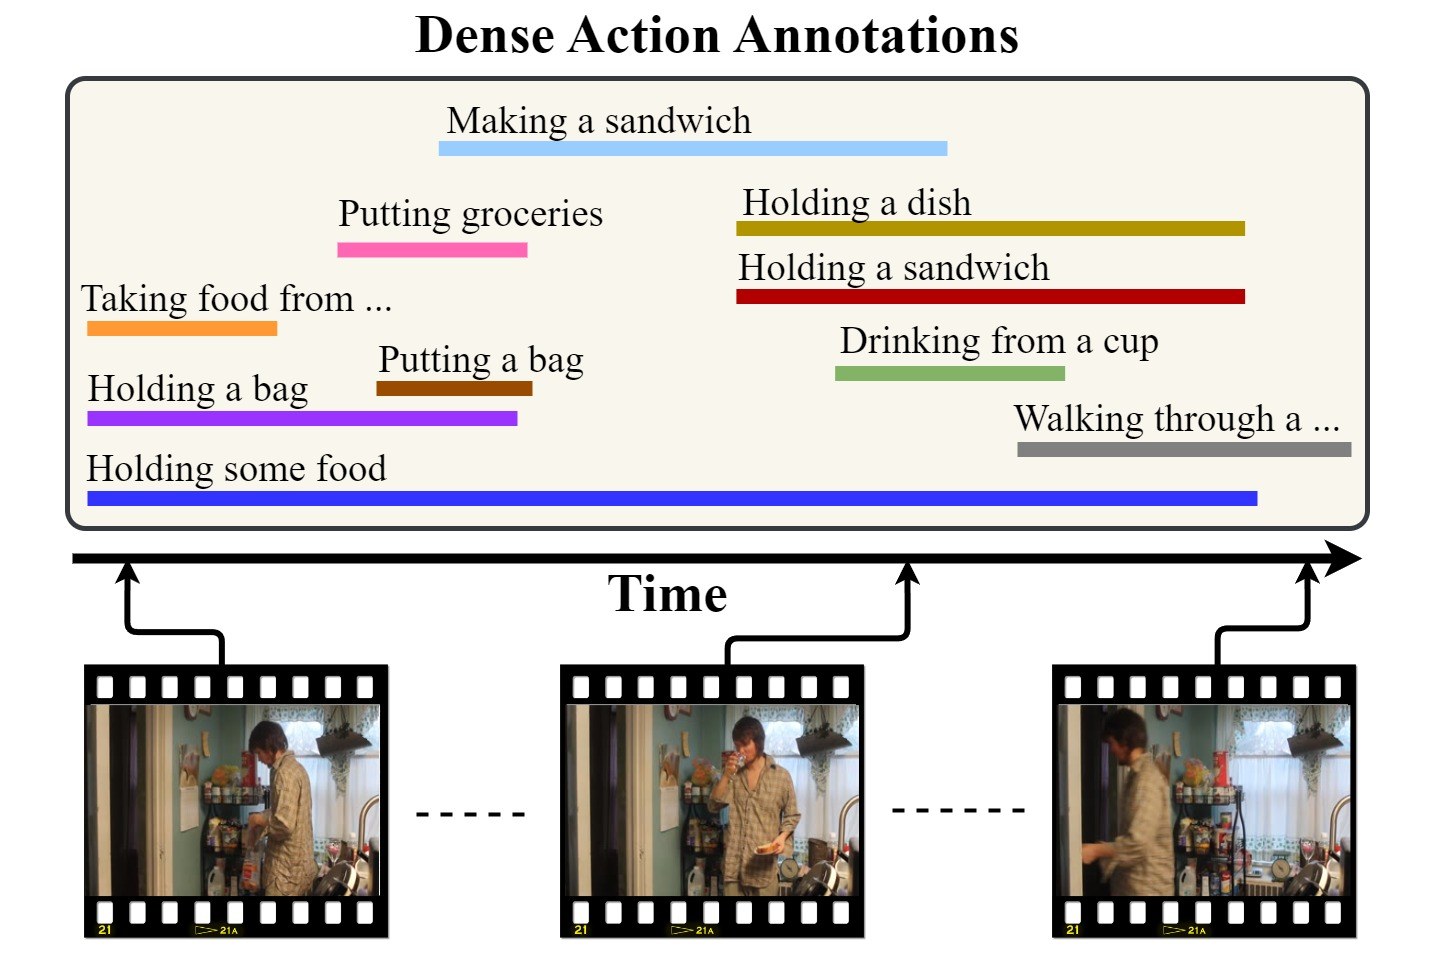 Dense Action Annotations
Making a sandwich
Putting groceries
Holding a dish
Holding a sandwich
Taking food from ...
Drinking from a cup
Putting a bag
Holding a bag
Walking through a ...
Holding some food
Time
21
21A
21
21A
21
21A